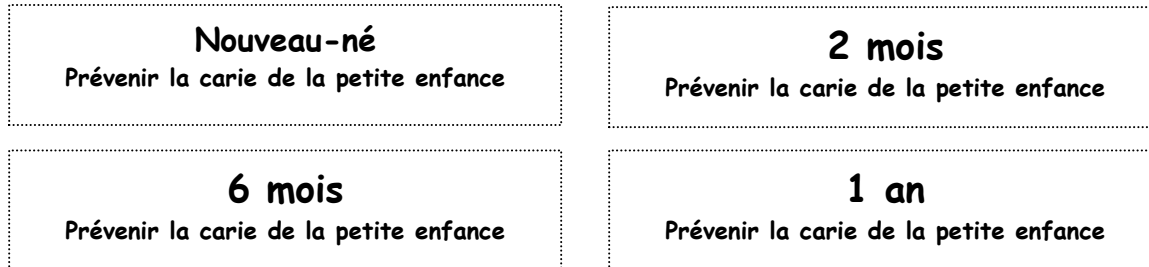 Nouveau-né
Prévenir la carie de la petite enfance
2 mois
Prévenir la carie de la petite enfance
6 mois
Prévenir la carie de la petite enfance
1 an
Prévenir la carie de la petite enfance